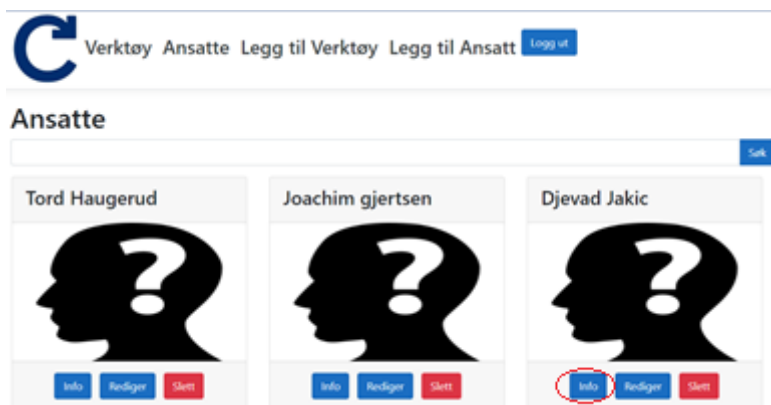 Verktøy Ansatte Legg til Verktøy Legg til Ansatt Logg ut
Ansatte
Søk
Tord Haugerud Joachim gjertsen Djevad Jakic
Info Rediger Slett Info Rediger Slett Info Rediger Slett